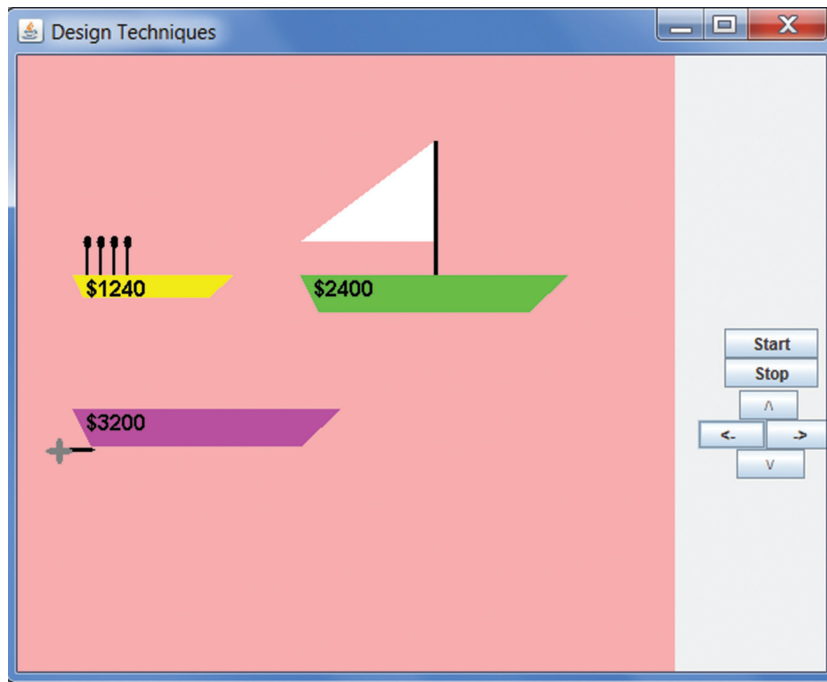 Design Techniques
$1240
$2400
$3200
Start
Stop
Λ
<-
->
V